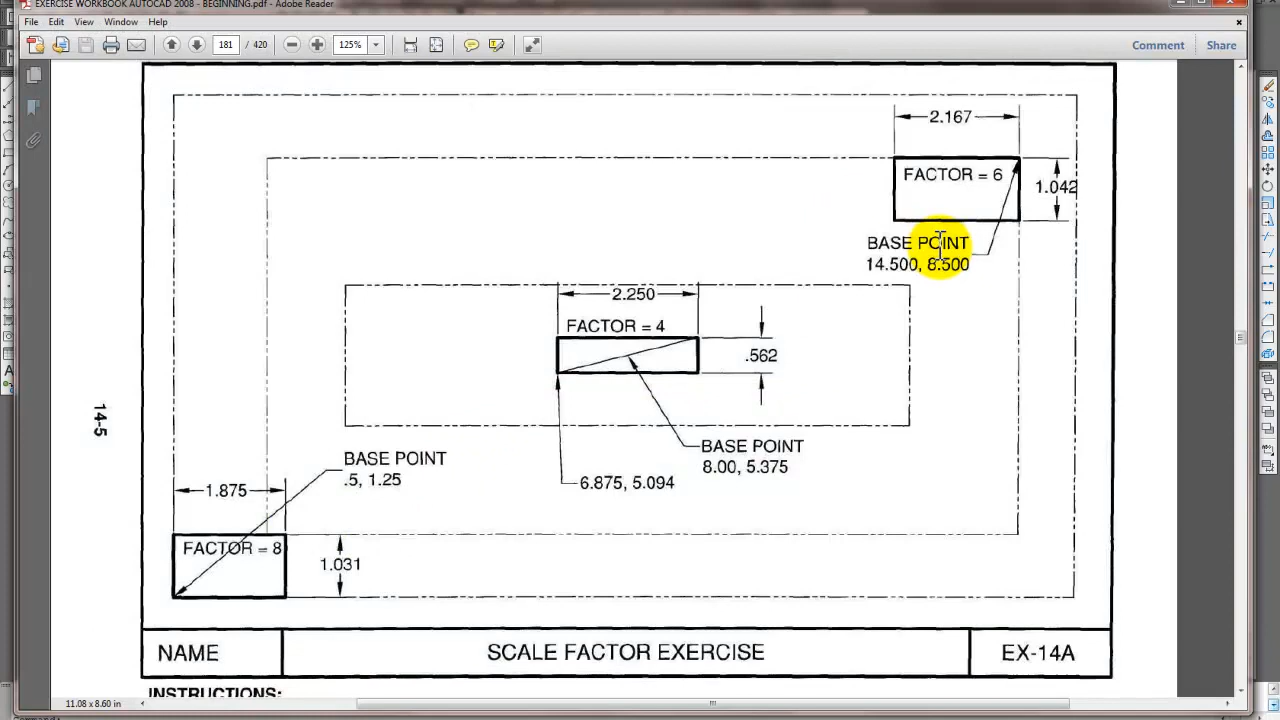 EXERCISE WORKBOOK AUTOCAD 2008 - BEGINNING.pdf - Adobe Reader
File Edit View Window Help
181 / 420 125% Comment Share
2.167
FACTOR = 6
1.042
BASE POINT
14.500, 8.500
2.250
FACTOR = 4
.562
BASE POINT
8.00, 5.375
6.875, 5.094
BASE POINT
.5, 1.25
1.875
FACTOR = 8
1.031
14-5
NAME SCALE FACTOR EXERCISE EX-14A
INSTRUCTIONS:
11.08 x 8.60 in